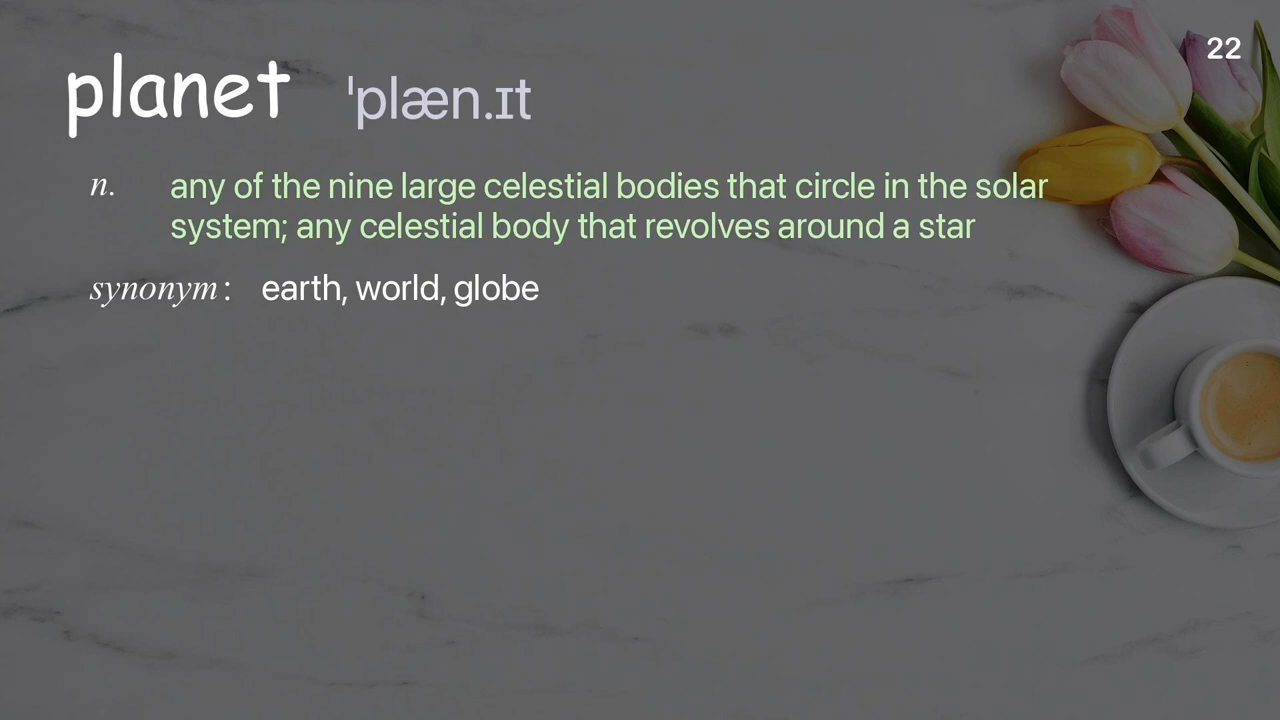 22
planet ˈplæn.ɪt
n. any of the nine large celestial bodies that circle in the solar
system; any celestial body that revolves around a star
synonym: earth, world, globe